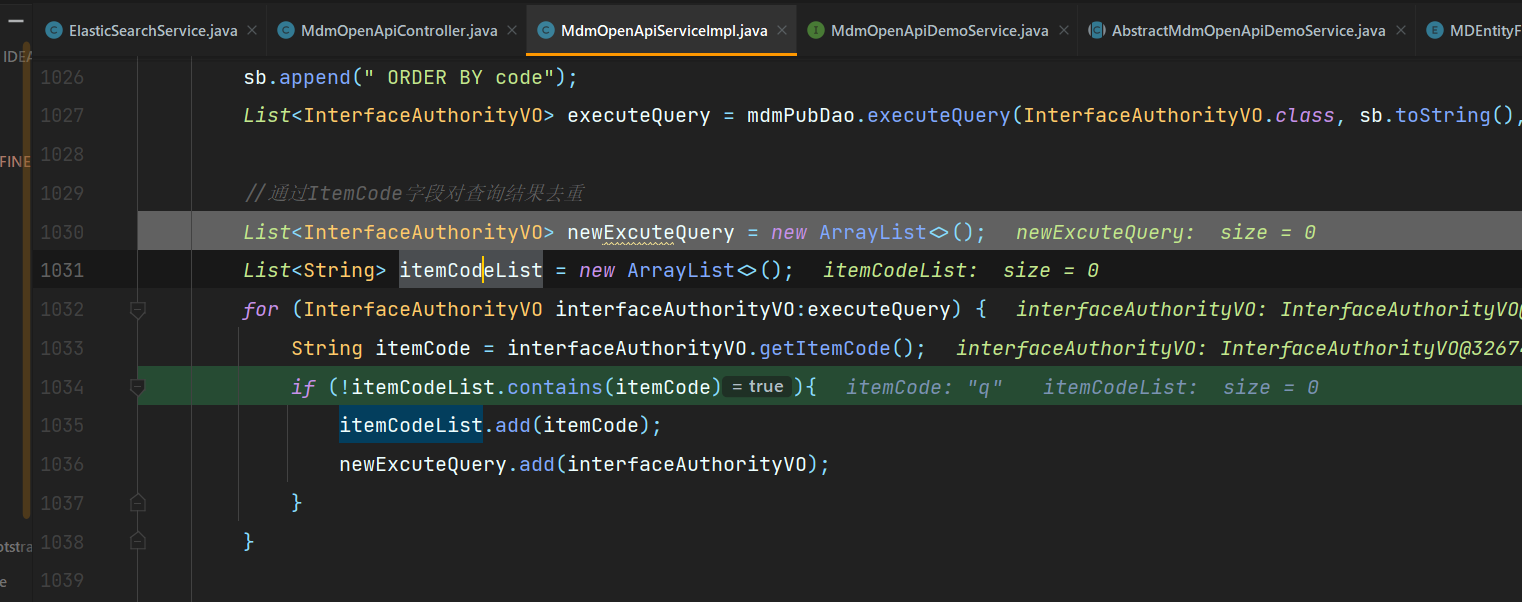 ElasticSearchService.java MdmOpenApiController.java MdmOpenApiServiceImpl.java MdmOpenApiDemoService.java AbstractMdmOpenApiDemoService.java MDEntityF
IDEA
1026 sb.append(" ORDER BY code");
1027 List<InterfaceAuthorityVO> executeQuery = mdmPubDao.executeQuery(InterfaceAuthorityVO.class, sb.toString(),
1028
FINE
1029 //通过ItemCode字段对查询结果去重
1030 List<InterfaceAuthorityVO> newExcuteQuery = new ArrayList<>(); newExcuteQuery: size = 0
1031 List<String> itemCodeList = new ArrayList<>(); itemCodeList: size = 0
1032 for (InterfaceAuthorityVO interfaceAuthorityVO:executeQuery) { interfaceAuthorityVO: InterfaceAuthorityVO@
1033 String itemCode = interfaceAuthorityVO.getItemCode(); interfaceAuthorityVO: InterfaceAuthorityVO@3267
1034 if (!itemCodeList.contains(itemCode) = true ){ itemCode: "q" itemCodeList: size = 0
1035 itemCodeList.add(itemCode);
1036 newExcuteQuery.add(interfaceAuthorityVO);
1037 }
1038 }
otstra
1039
e